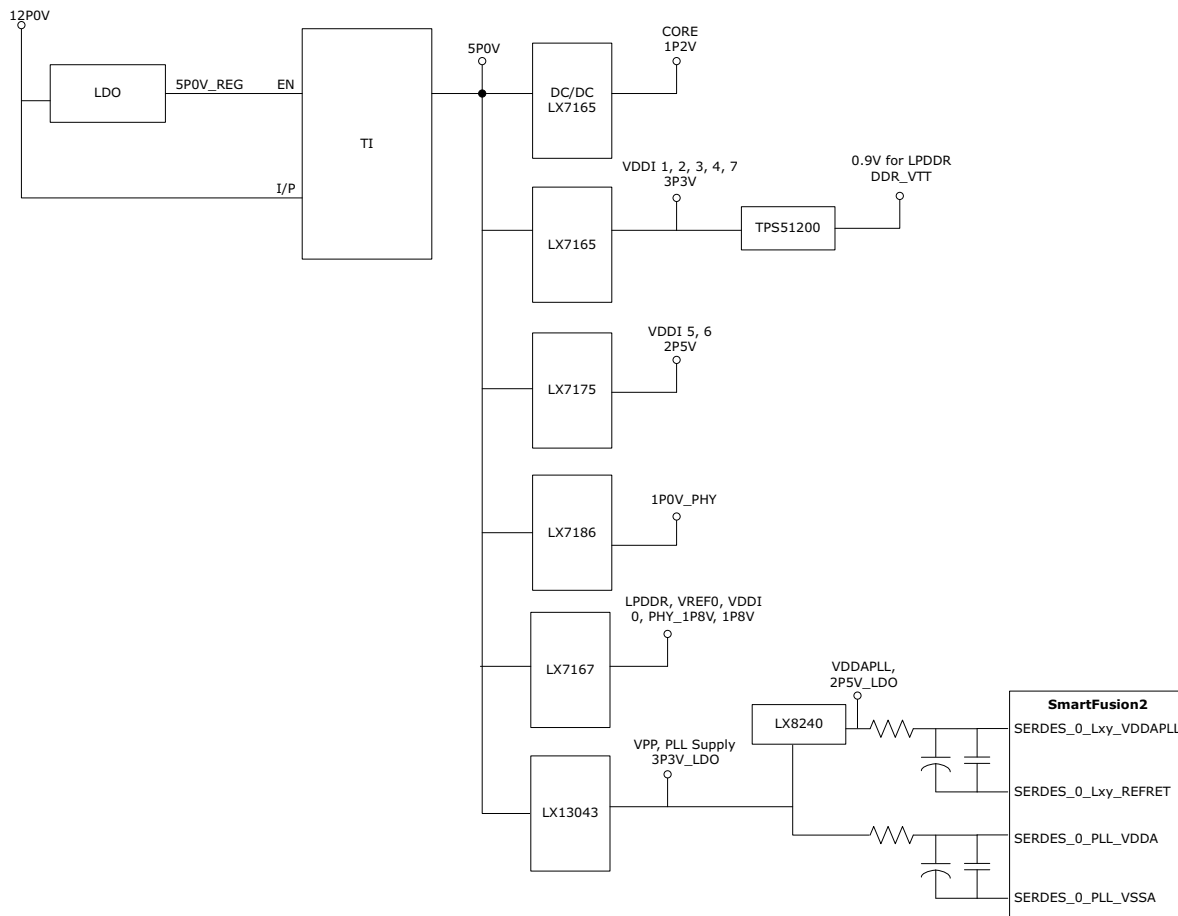 12P0V
LDO
5P0V_REG
EN
TI
I/P
5P0V
DC/DC
LX7165
CORE
1P2V
LX7165
VDDI 1, 2, 3, 4, 7
3P3V
TPS51200
0.9V for LPDDR
DDR_VTT
LX7175
VDDI 5, 6
2P5V
LX7186
1P0V_PHY
LX7167
LPDDR, VREF0, VDDI
0, PHY_1P8V, 1P8V
LX13043
VPP, PLL Supply
3P3V_LDO
LX8240
VDDAPLL,
2P5V_LDO
SmartFusion2
SERDES_0_Lxy_VDDAPLL
SERDES_0_Lxy_REFRET
SERDES_0_PLL_VDDA
SERDES_0_PLL_VSSA